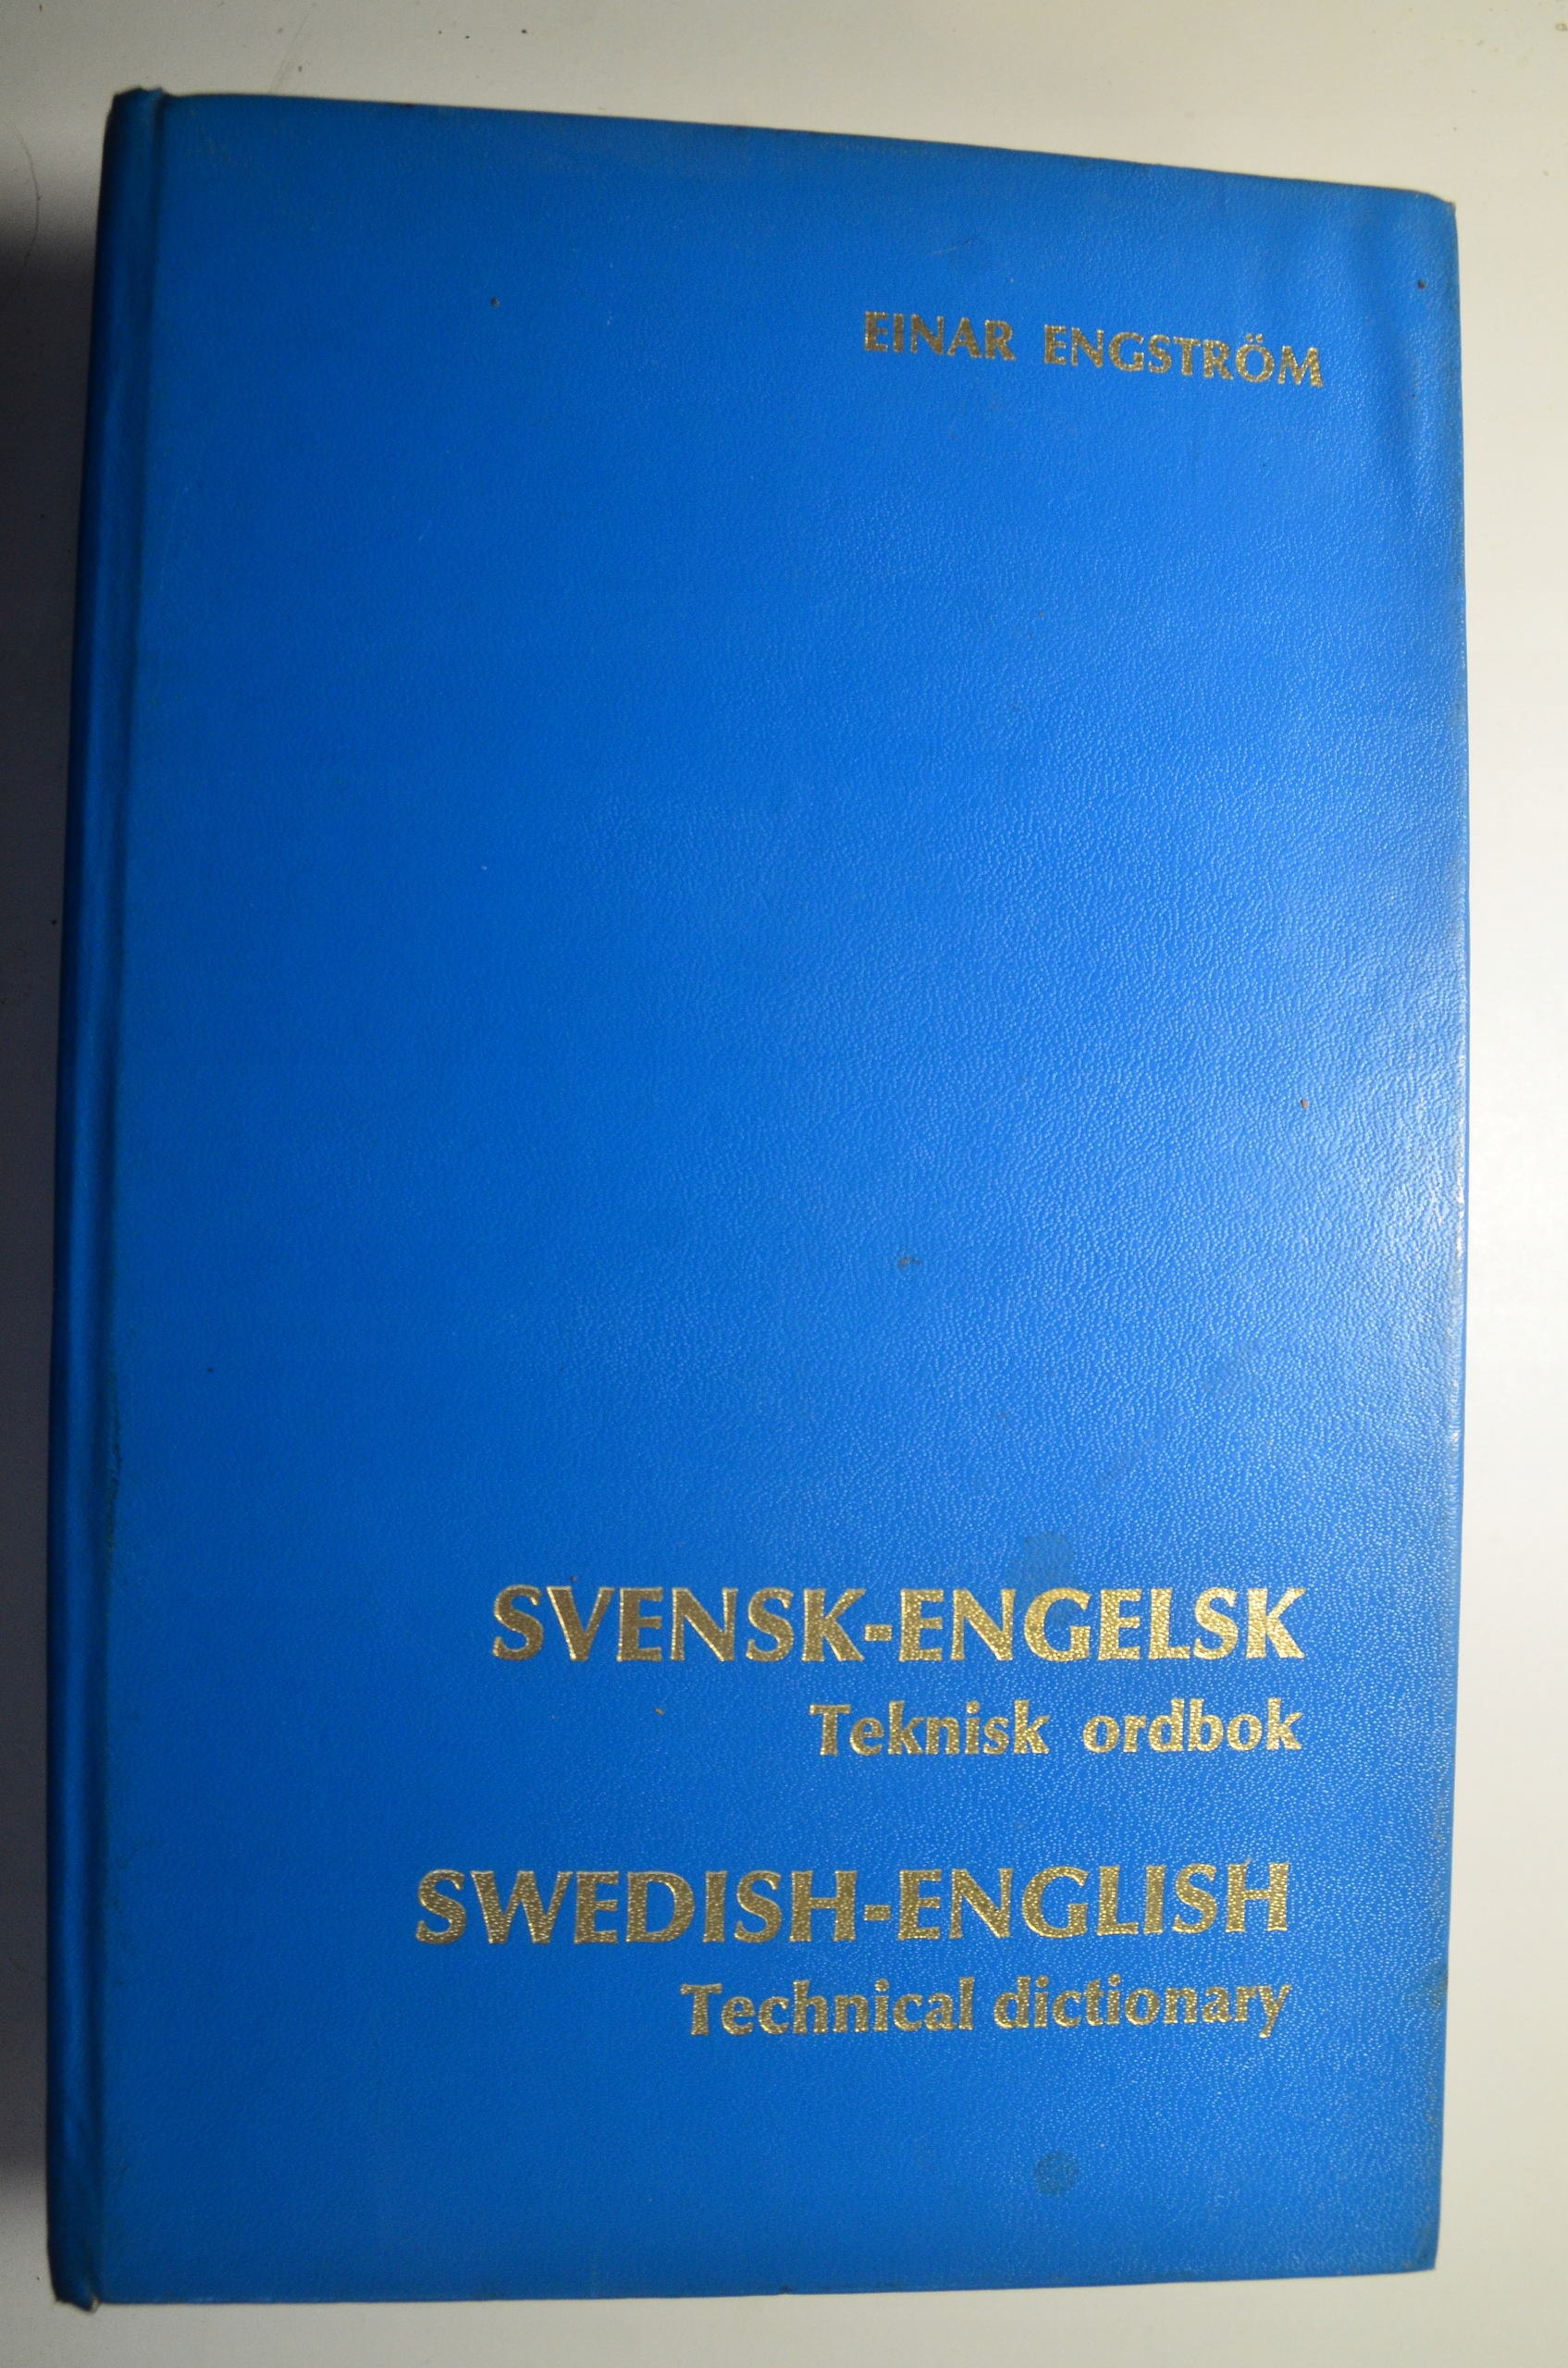 EINAR ENGSTRÖM
SVENSK-ENGELSK
Teknisk ordbok
SWEDISH-ENGLISH
Technical dictionary